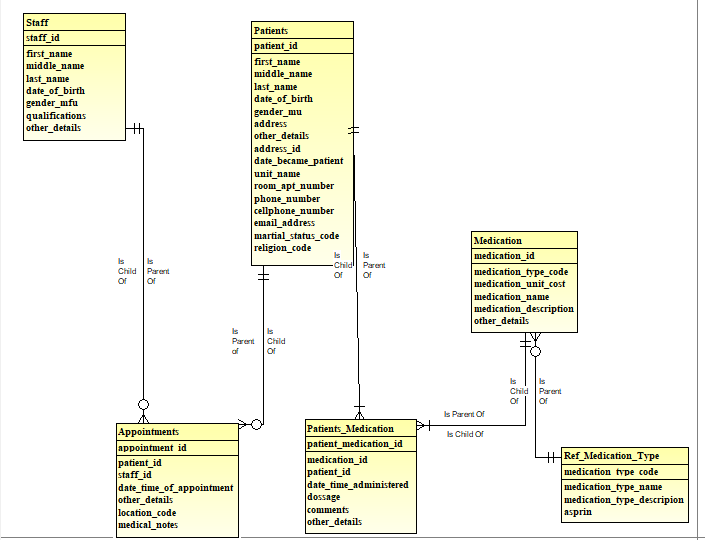 Staff
staff_id
first_name
middle_name
last_name
date_of_birth
gender_mfu
qualifications
other_details
Patients
patient_id
first_name
middle_name
last_name
date_of_birth
gender_mu
address
other_details
address_id
date_became_patient
unit_name
room_apt_number
phone_number
cellphone_number
email_address
martial_status_code
religion_code
Is
Child
Of
Is
Parent
Of
Is
Child
Of
Is
Parent
Of
Is
Parent
of
Is
Child
Of
Medication
medication_id
medication_type_code
medication_unit_cost
medication_name
medication_description
other_details
Is
Child
Of
Is
Parent
Of
Is Parent Of
Is Child Of
Appointments
appointment_id
patient_id
staff_id
date_time_of_appointment
other_details
location_code
medical_notes
Patients_Medication
patient_medication_id
medication_id
patient_id
date_time_administered
dossage
comments
other_details
Ref_Medication_Type
medication_type_code
medication_type_name
medication_type_descripion
asprin